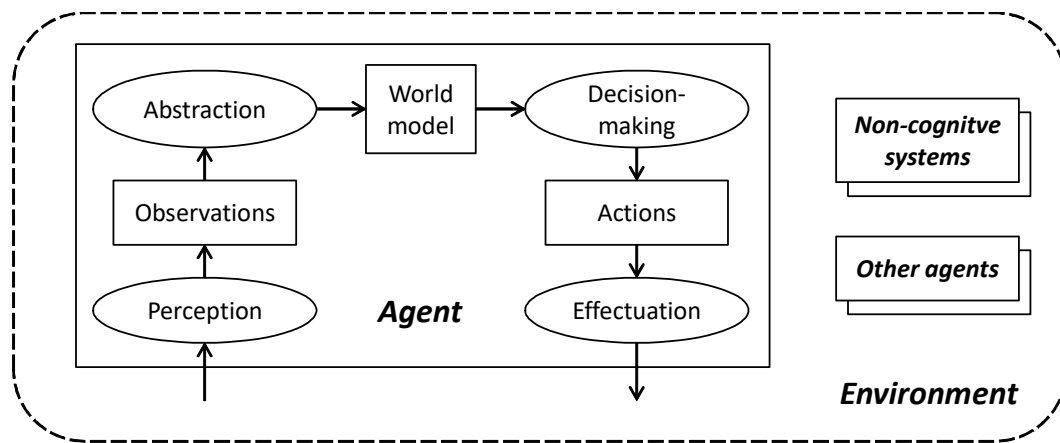 Abstraction
World
model
Decision-
making
Non-cognitve
systems
Observations
Actions
Other agents
Perception
Agent
Effectuation
Environment